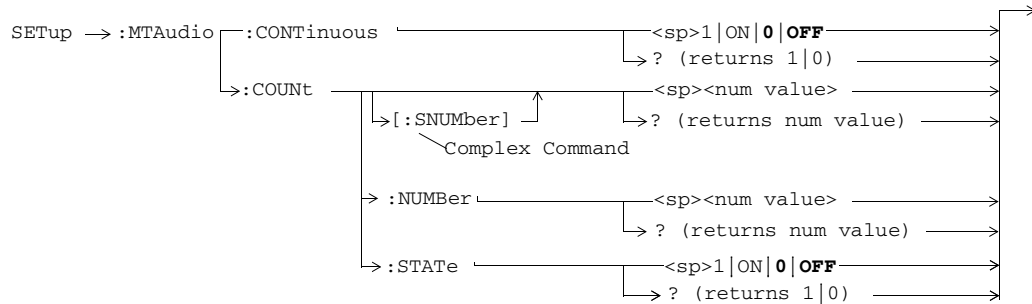 SETup :MTAudio :CONTinuous <sp>1|ON|0|OFF
? (returns 1|0)
:COUNt <sp><num value>
[:SNUMber] ? (returns num value)
Complex Command
:NUMBer <sp><num value>
? (returns num value)
:STATe <sp>1|ON|0|OFF
? (returns 1|0)